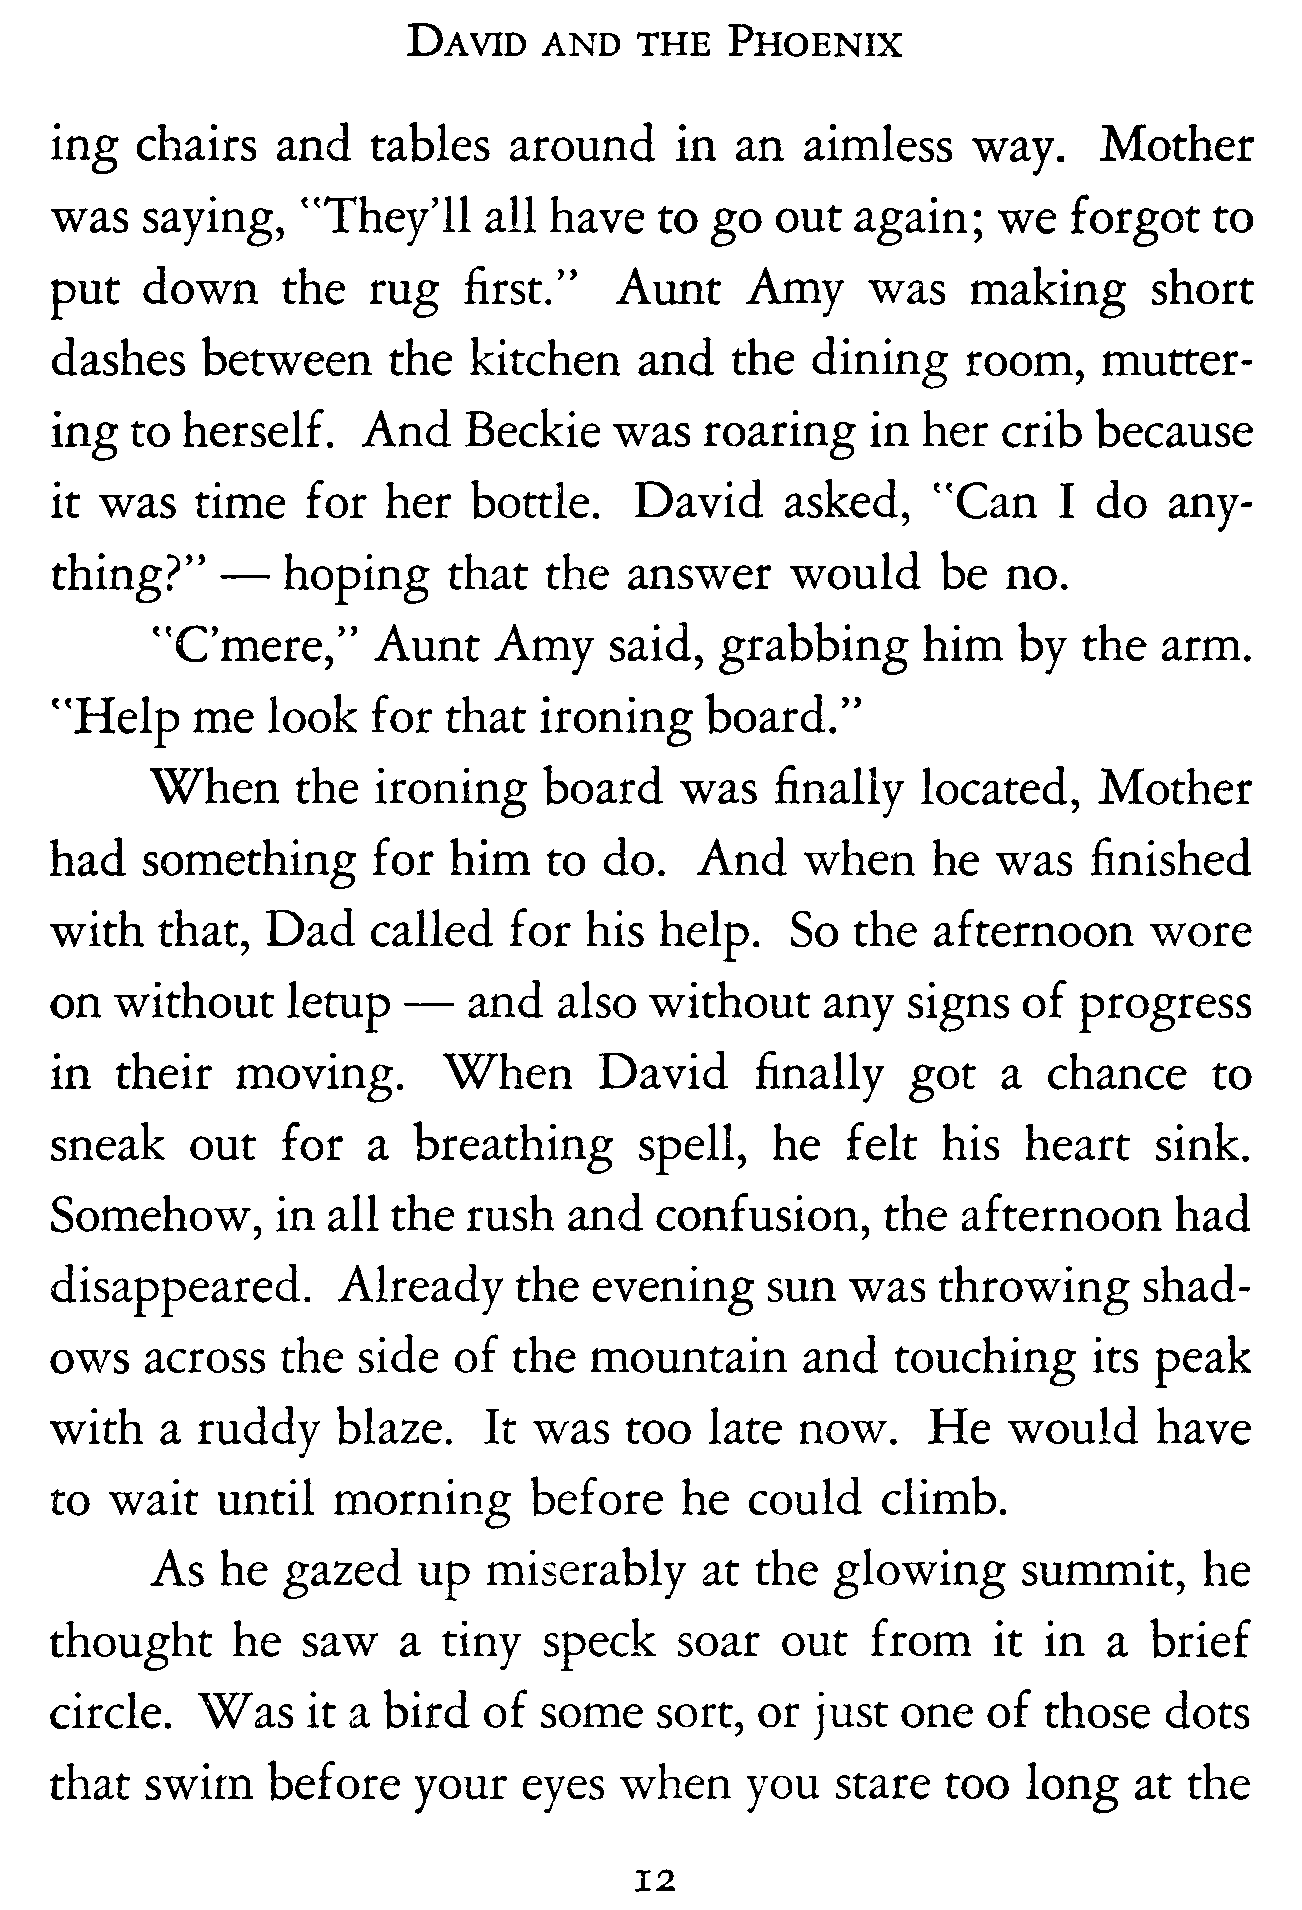 DAVID AND THE PHOENIX
ing chairs and tables around in an aimless way. Mother
was saying, "They'll all have to go out again; we forgot to
put down the rug first." Aunt Amy was making short
dashes between the kitchen and the dining room, mutter-
ing to herself. And Beckie was roaring in her crib because
it was time for her bottle. David asked, "Can I do any-
thing?" — hoping that the answer would be no.
"C'mere," Aunt Amy said, grabbing him by the arm.
"Help me look for that ironing board."
When the ironing board was finally located, Mother
had something for him to do. And when he was finished
with that, Dad called for his help. So the afternoon wore
on without letup — and also without any signs of progress
in their moving. When David finally got a chance to
sneak out for a breathing spell, he felt his heart sink.
Somehow, in all the rush and confusion, the afternoon had
disappeared. Already the evening sun was throwing shad-
ows across the side of the mountain and touching its peak
with a ruddy blaze. It was too late now. He would have
to wait until morning before he could climb.
As he gazed up miserably at the glowing summit, he
thought he saw a tiny speck soar out from it in a brief
circle. Was it a bird of some sort, or just one of those dots
that swim before your eyes when you stare too long at the
12